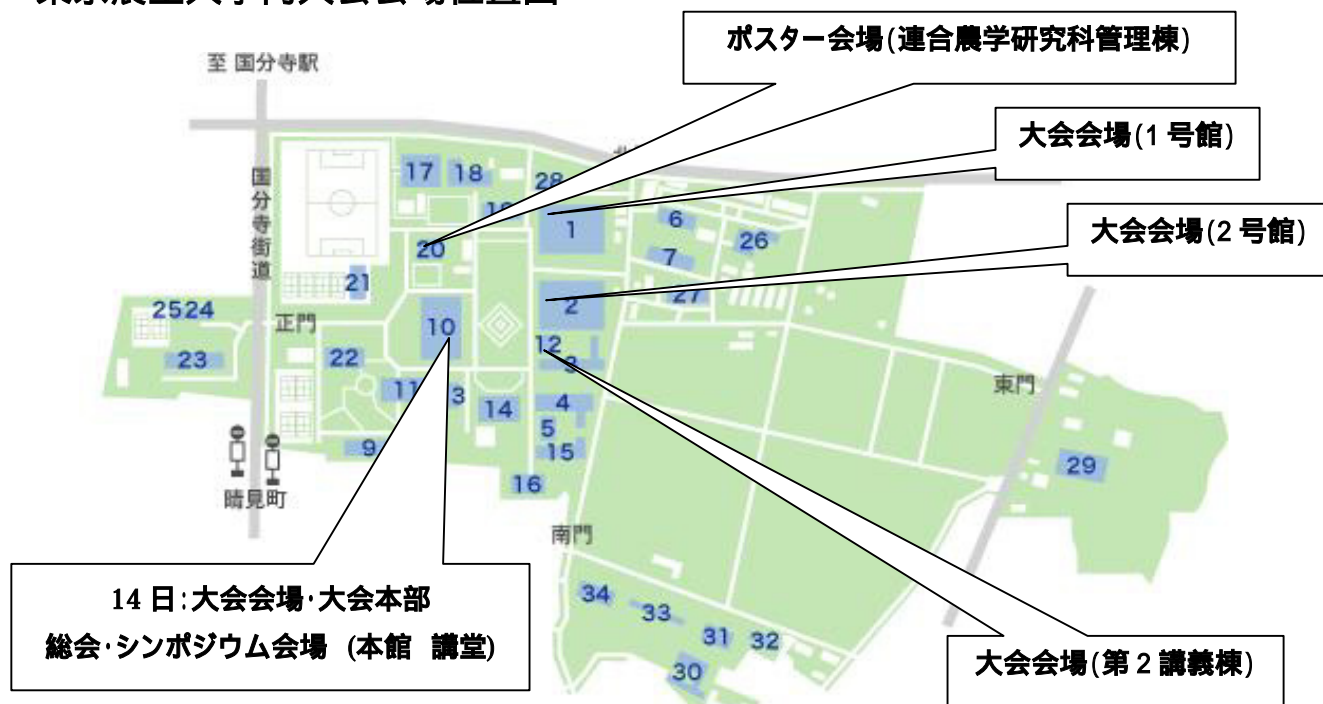 ポスター会場(連合農学研究科管理棟)
至 国分寺駅
大会会場(1号館)
17
18
28
国分寺街道
6
1
26
大会会場(2号館)
20
7
21
27
2
2524
正門
10
12
23
22
3
東門
11
3
14
4
5
9
15
29
16
晴見町
南門
14日:大会会場・大会本部
総会・シンポジウム会場 (本館 講堂)
34
33
31
32
30
大会会場(第2講義棟)